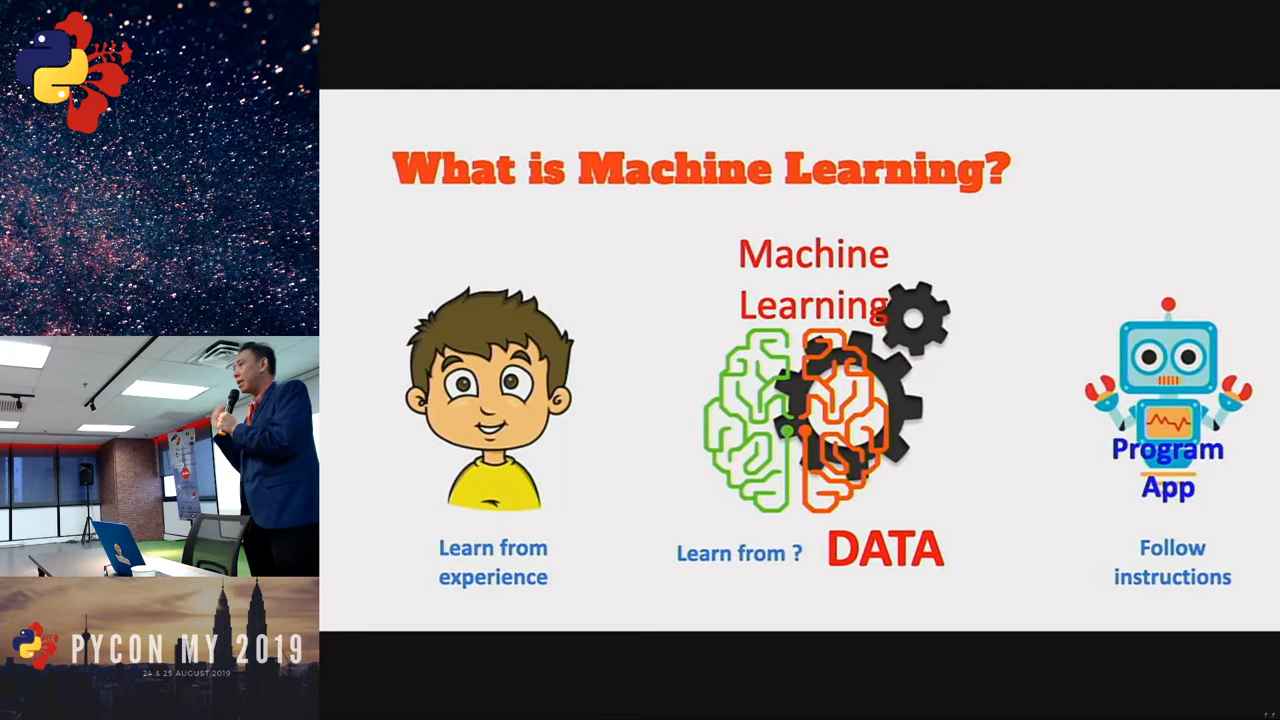 What is Machine Learning?
Machine
Learning
Program
App
Learn from
experience
Learn from ?
DATA
Follow
instructions
PYCON MY 2019
24 & 25 AUGUST 2019